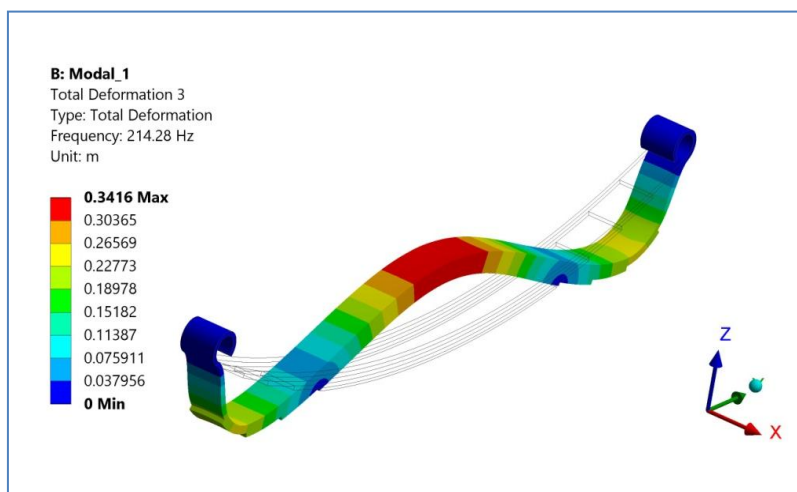 B: Modal_1
Total Deformation 3
Type: Total Deformation
Frequency: 214.28 Hz
Unit: m
0.3416 Max
0.30365
0.26569
0.22773
0.18978
0.15182
0.11387
0.075911
0.037956
0 Min
Z
X